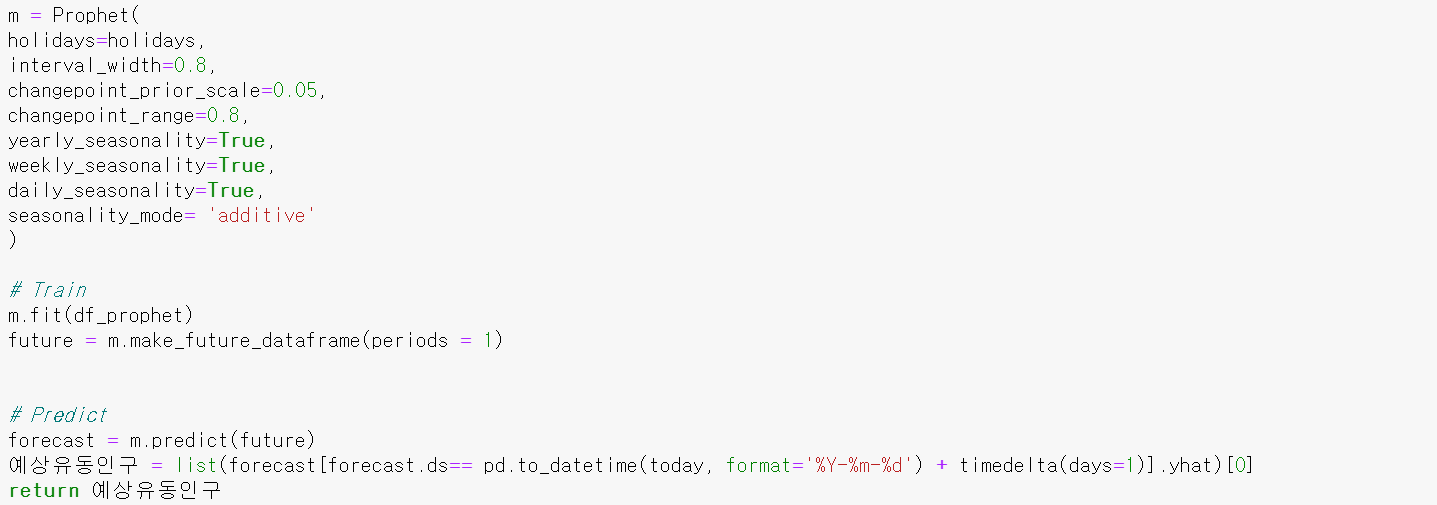 m = Prophet(
holidays=holidays,
interval_width=0.8,
changepoint_prior_scale=0.05,
changepoint_range=0.8,
yearly_seasonality=True,
weekly_seasonality=True,
daily_seasonality=True,
seasonality_mode= 'additive'
)
# Train
m.fit(df_prophet)
future = m.make_future_dataframe(periods = 1)
# Predict
forecast = m.predict(future)
예상유동인구 = list(forecast[forecast.ds== pd.to_datetime(today, format='%Y-%m-%d') + timedelta(days=1)].yhat)[0]
return 예상유동인구